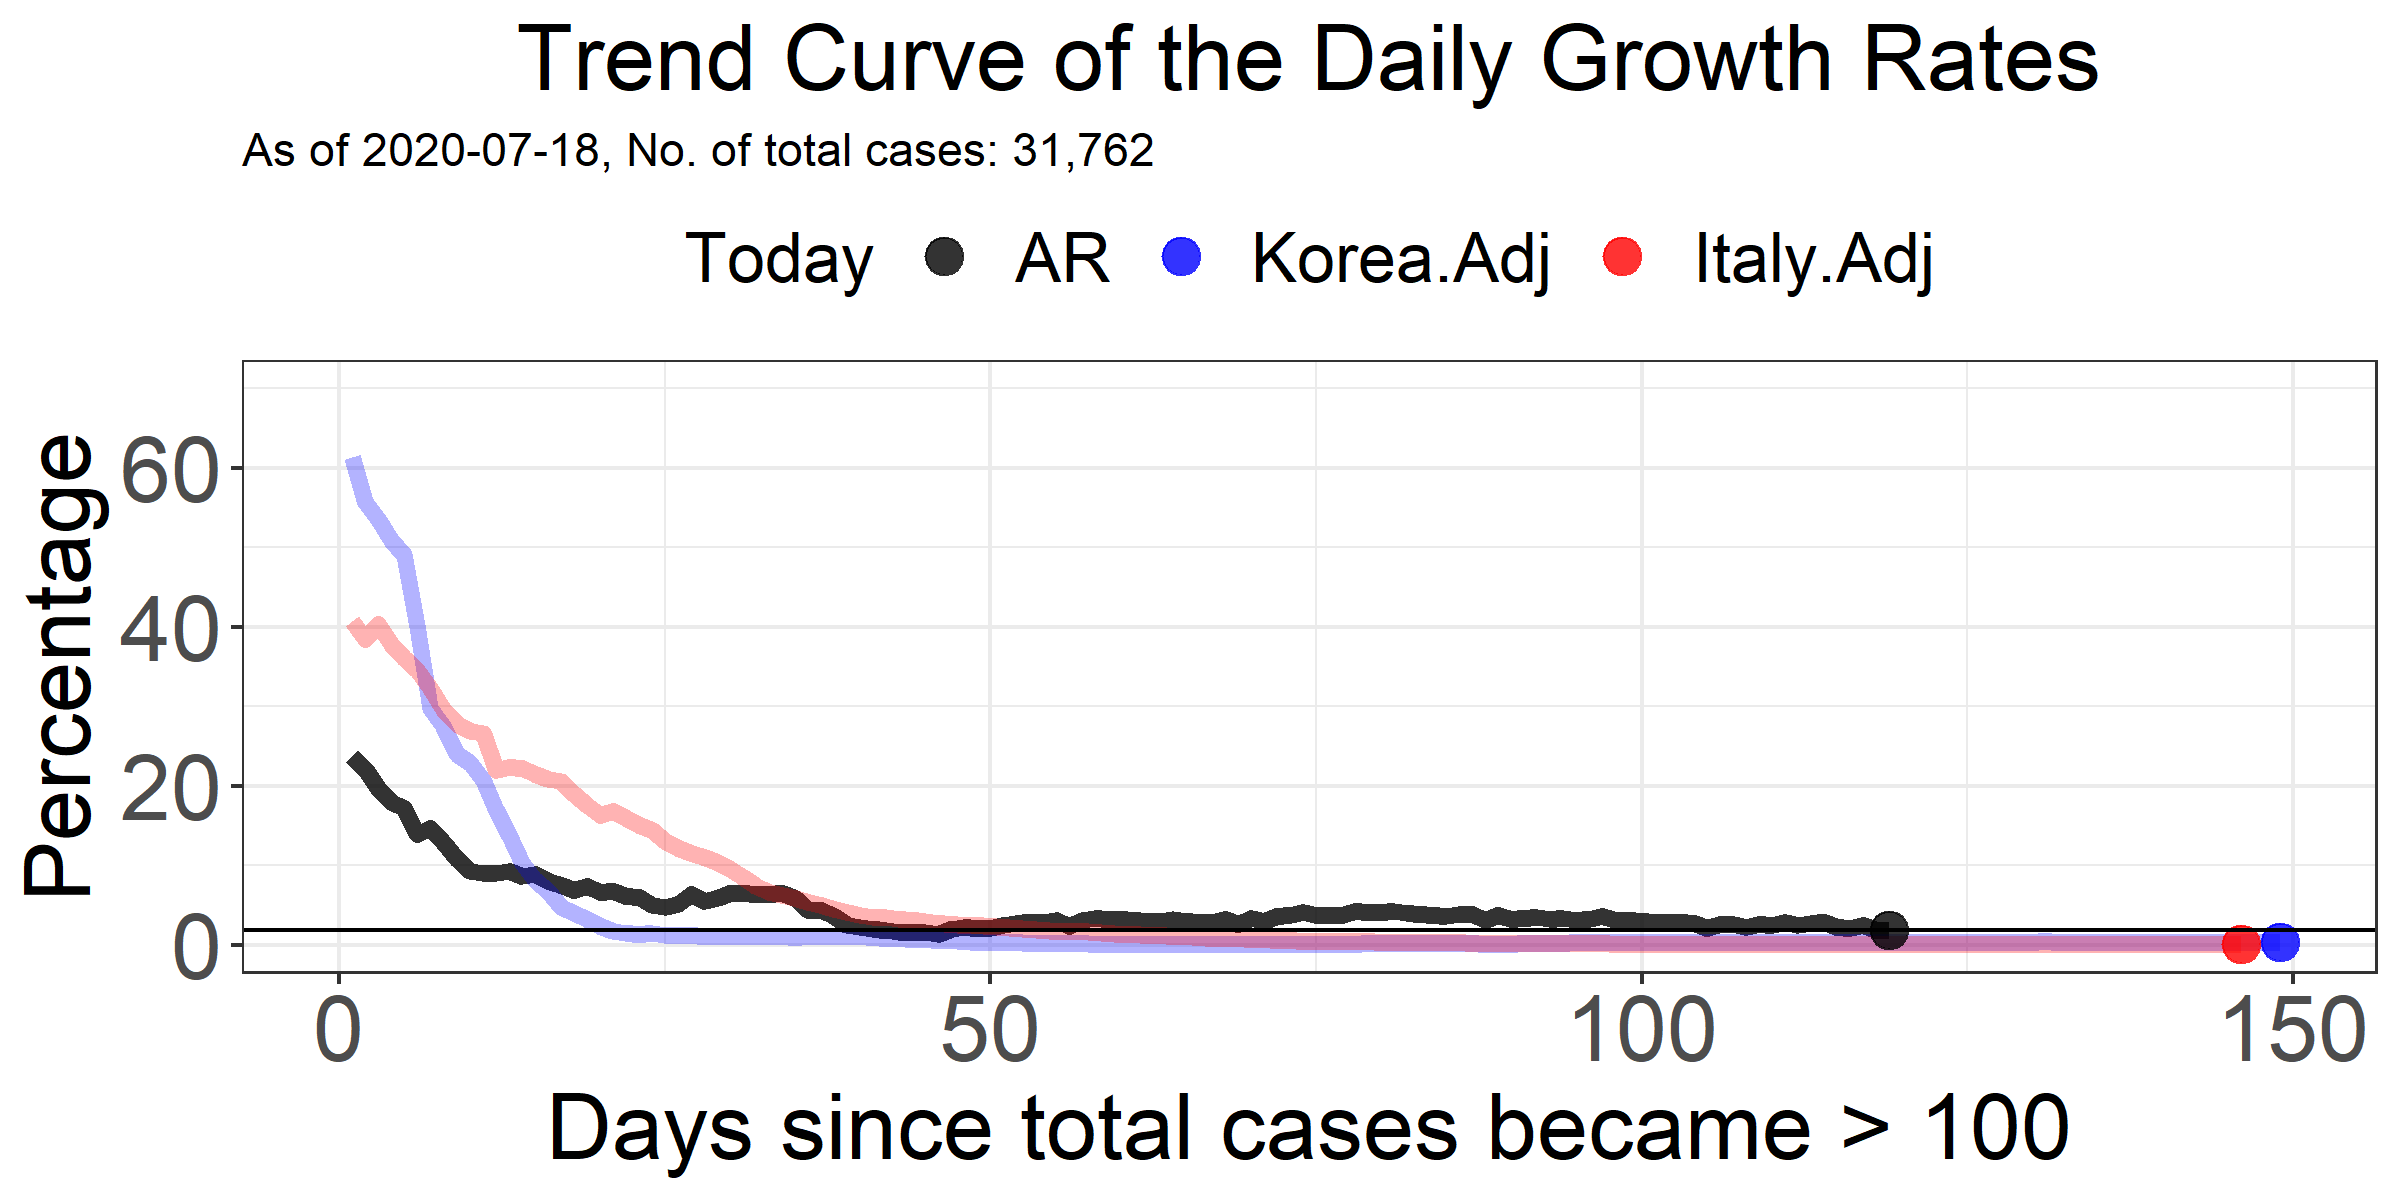 Trend Curve of the Daily Growth Rates
As of 2020-07-18, No. of total cases: 31,762
Today AR Korea.Adj Italy.Adj
Percentage
60
40
20
0
0 50 100 150
Days since total cases became > 100